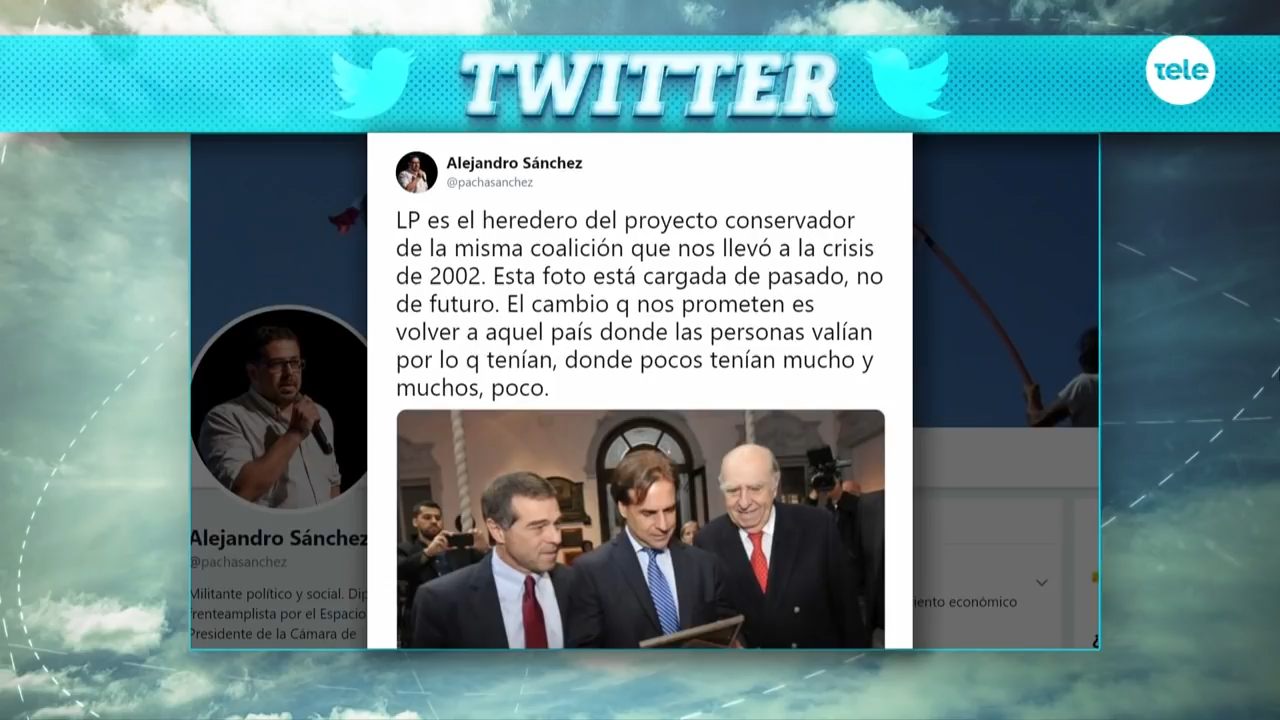 TWITTER
tele
Alejandro Sánchez
@pachasanchez
LP es el heredero del proyecto conservador
de la misma coalición que nos llevó a la crisis
de 2002. Esta foto está cargada de pasado, no
de futuro. El cambio q nos prometen es
volver a aquel país donde las personas valían
por lo q tenían, donde pocos tenían mucho y
muchos, poco.
Alejandro Sánchez
@pachasanchez
Militante político y social. Dip
frenteamplista por el Espacio
Presidente de la Cámara de
iento económico